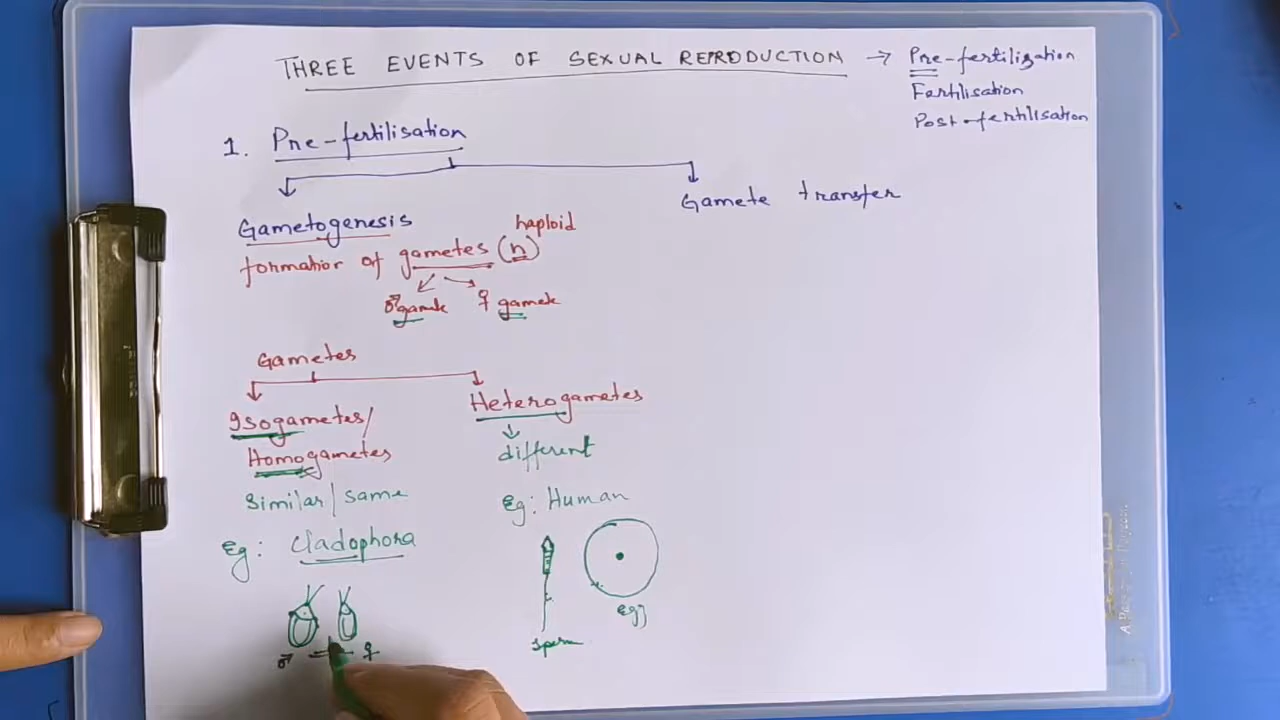 THREE EVENTS OF SEXUAL REPRODUCTION → Pre-fertilization
Fertilisation
Post-fertilisation
1. Pre-fertilisation
Gametogenesis
Gamete transfer
haploid
formation of gametes (n)
♂ gamete ♀ gamete
Gametes
Isogametes/
Homogametes
Similar/same
Eg: Cladophora
♂ ♀
Heterogametes
different
Eg: Human
sperm
egg